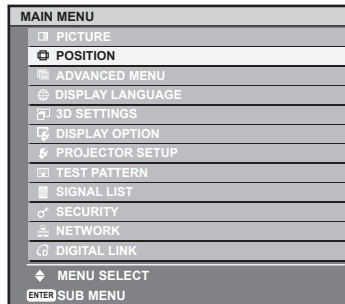 MAIN MENU
PICTURE
POSITION
ADVANCED MENU
DISPLAY LANGUAGE
3D SETTINGS
DISPLAY OPTION
PROJECTOR SETUP
TEST PATTERN
SIGNAL LIST
SECURITY
NETWORK
DIGITAL LINK
MENU SELECT
ENTER SUB MENU